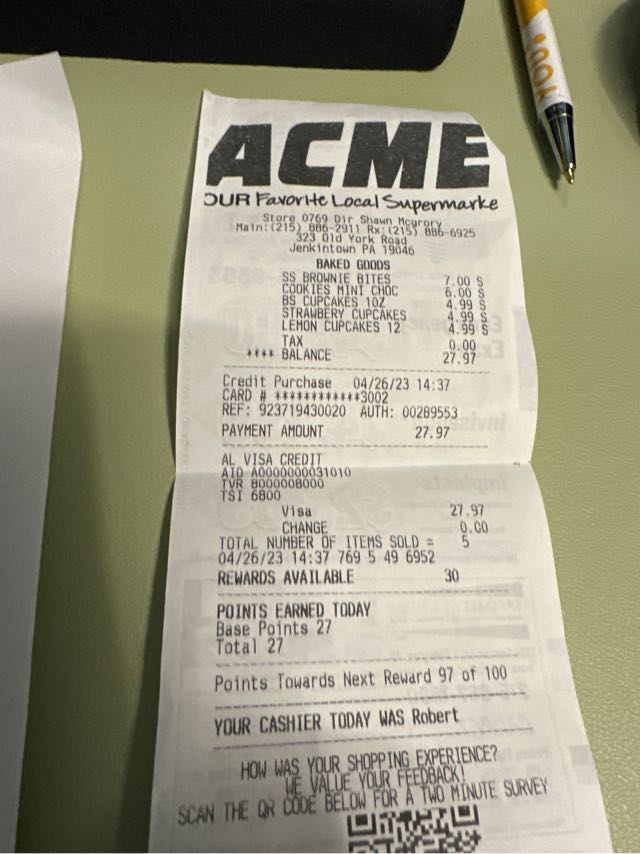 ACME
OUR Favorite Local Supermarke
Store 0769 Dir Shawn Mcgrory
Main:(215) 886-2911 Rx:(215) 886-6925
323 Old York Road
Jenkintown PA 19046
BAKED GOODS
SS BROWNIE BITES 7.00 S
COOKIES MINT CHOC 6.00 S
BS CUPCAKES 10Z 4.99 S
STRAWBERY CUPCAKES 4.99 S
LEMON CUPCAKES 12 4.99 S
TAX 0.00
**** BALANCE 27.97
Credit Purchase 04/26/23 14:37
CARD # ************3002
REF: 923719430020 AUTH: 00289553
PAYMENT AMOUNT 27.97
AL VISA CREDIT
AID A0000000031010
TVR 8000008000
TSI 6800
Visa 27.97
CHANGE 0.00
TOTAL NUMBER OF ITEMS SOLD = 5
04/26/23 14:37 769 5 49 6952
REWARDS AVAILABLE 30
POINTS EARNED TODAY
Base Points 27
Total 27
Points Towards Next Reward 97 of 100
YOUR CASHIER TODAY WAS Robert
HOW WAS YOUR SHOPPING EXPERIENCE?
WE VALUE YOUR FEEDBACK!
SCAN THE QR CODE BELOW FOR A TWO MINUTE SURVEY